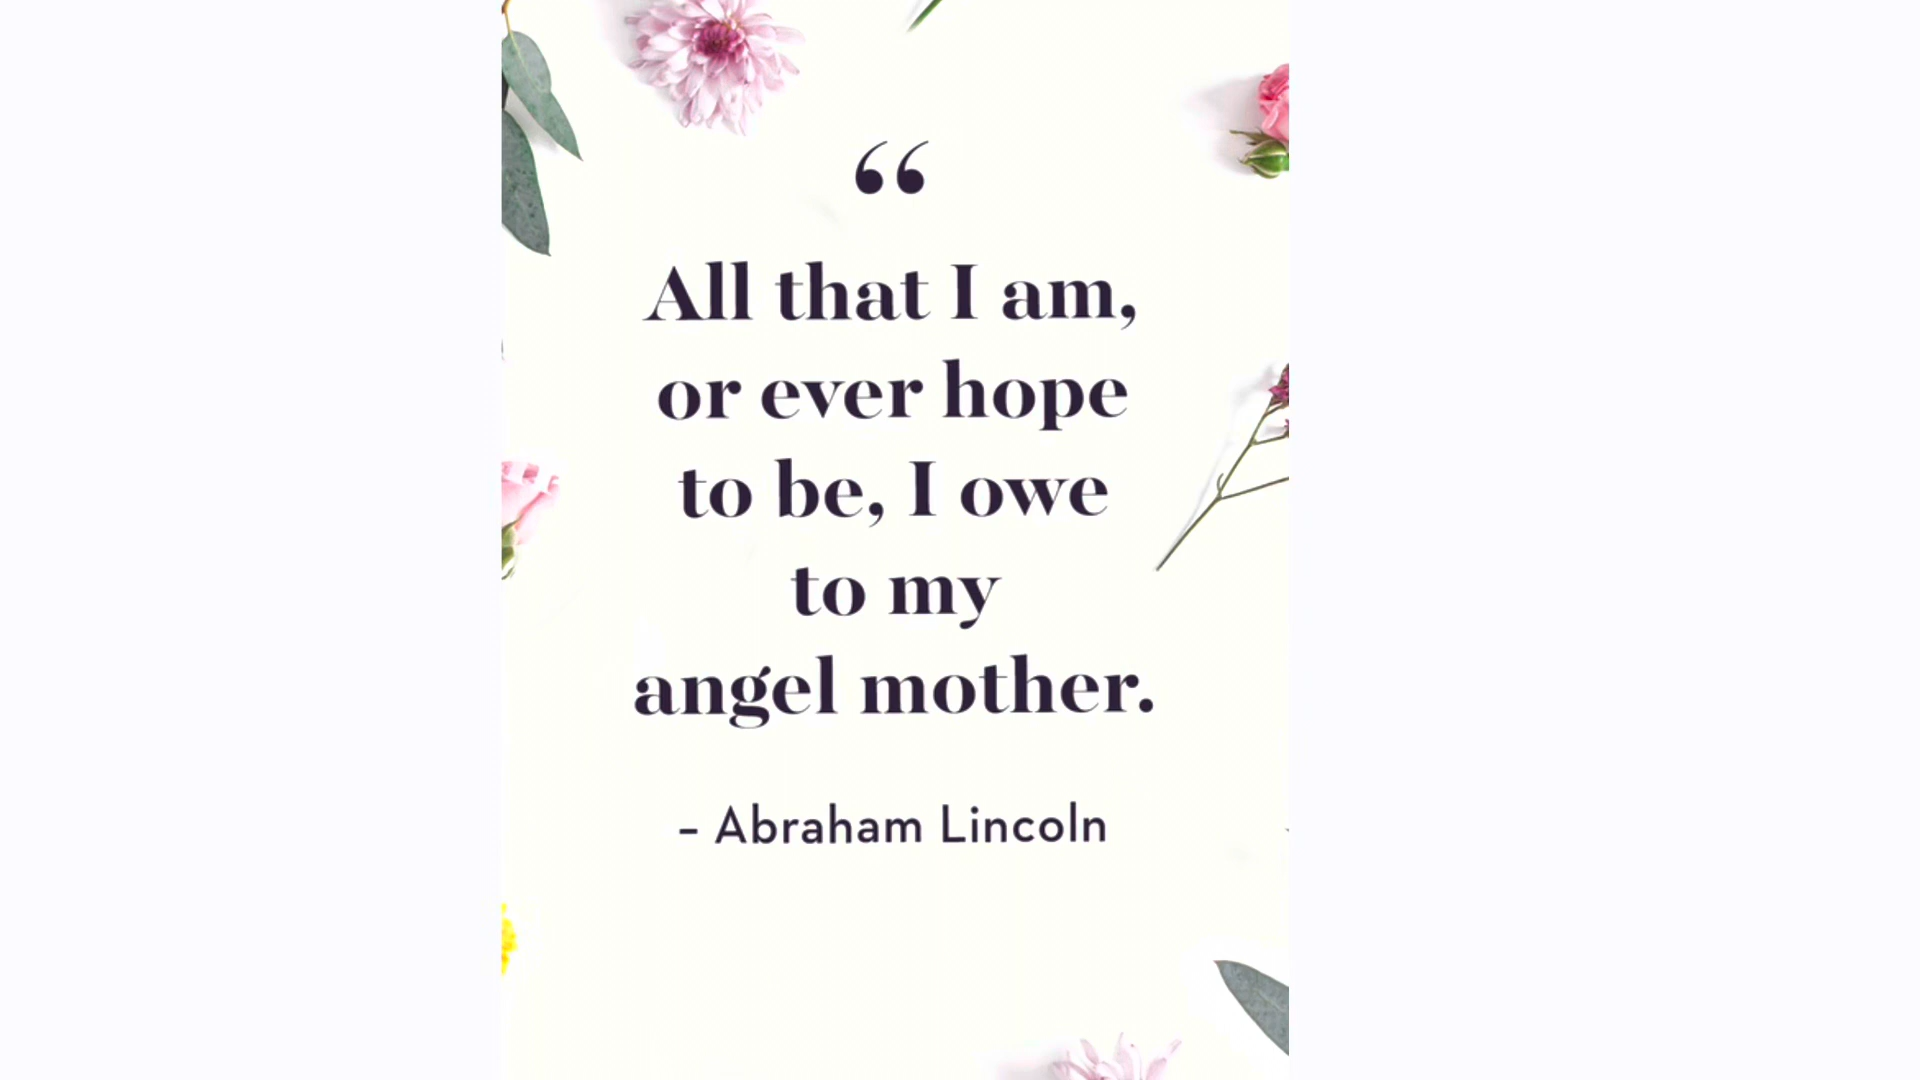 “
All that I am,
or ever hope
to be, I owe
to my
angel mother.
– Abraham Lincoln